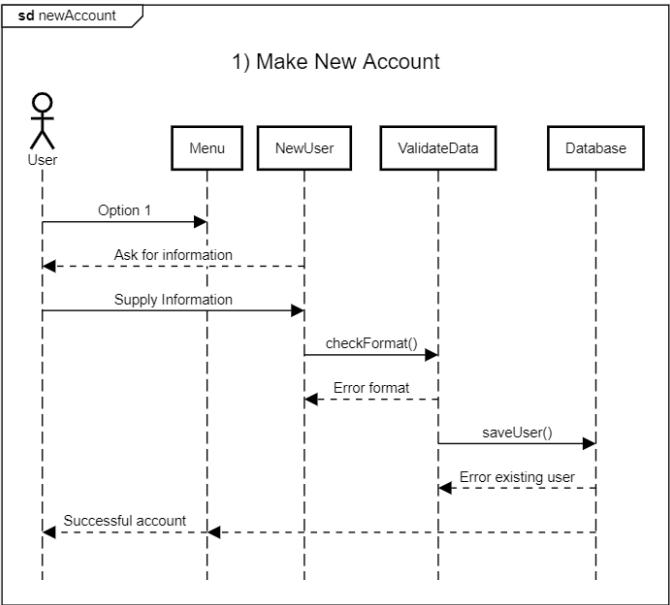 sd newAccount
1) Make New Account
User
Menu
NewUser
ValidateData
Database
Option 1
Ask for information
Supply Information
checkFormat()
Error format
saveUser()
Error existing user
Successful account